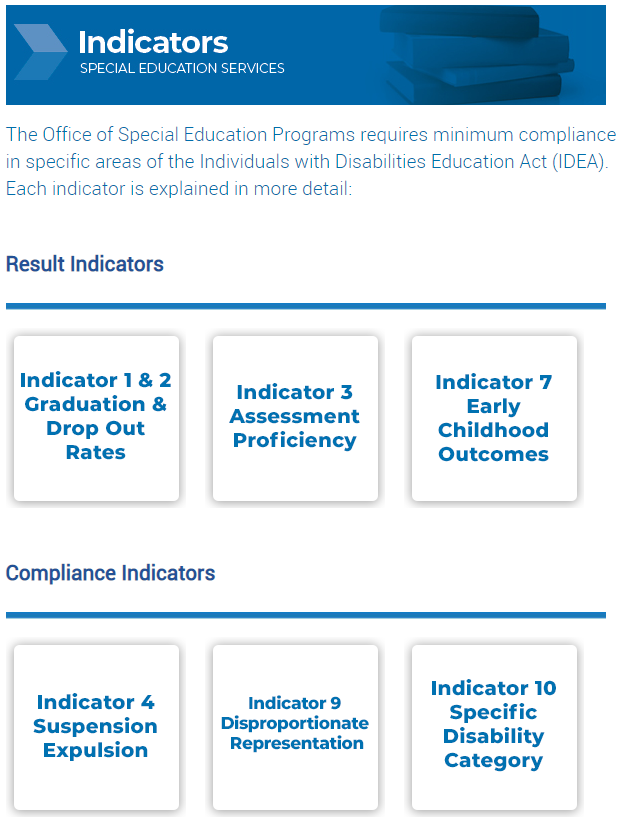 Indicators
SPECIAL EDUCATION SERVICES
The Office of Special Education Programs requires minimum compliance
in specific areas of the Individuals with Disabilities Education Act (IDEA).
Each indicator is explained in more detail:
Result Indicators
Indicator 1 & 2
Graduation &
Drop Out
Rates
Indicator 3
Assessment
Proficiency
Indicator 7
Early
Childhood
Outcomes
Compliance Indicators
Indicator 4
Suspension
Expulsion
Indicator 9
Disproportionate
Representation
Indicator 10
Specific
Disability
Category